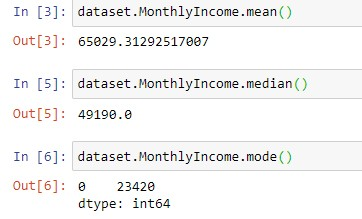 In [3]: dataset.MonthlyIncome.mean()
Out[3]: 65029.31292517007
In [5]: dataset.MonthlyIncome.median()
Out[5]: 49190.0
In [6]: dataset.MonthlyIncome.mode()
Out[6]: 0    23420
dtype: int64